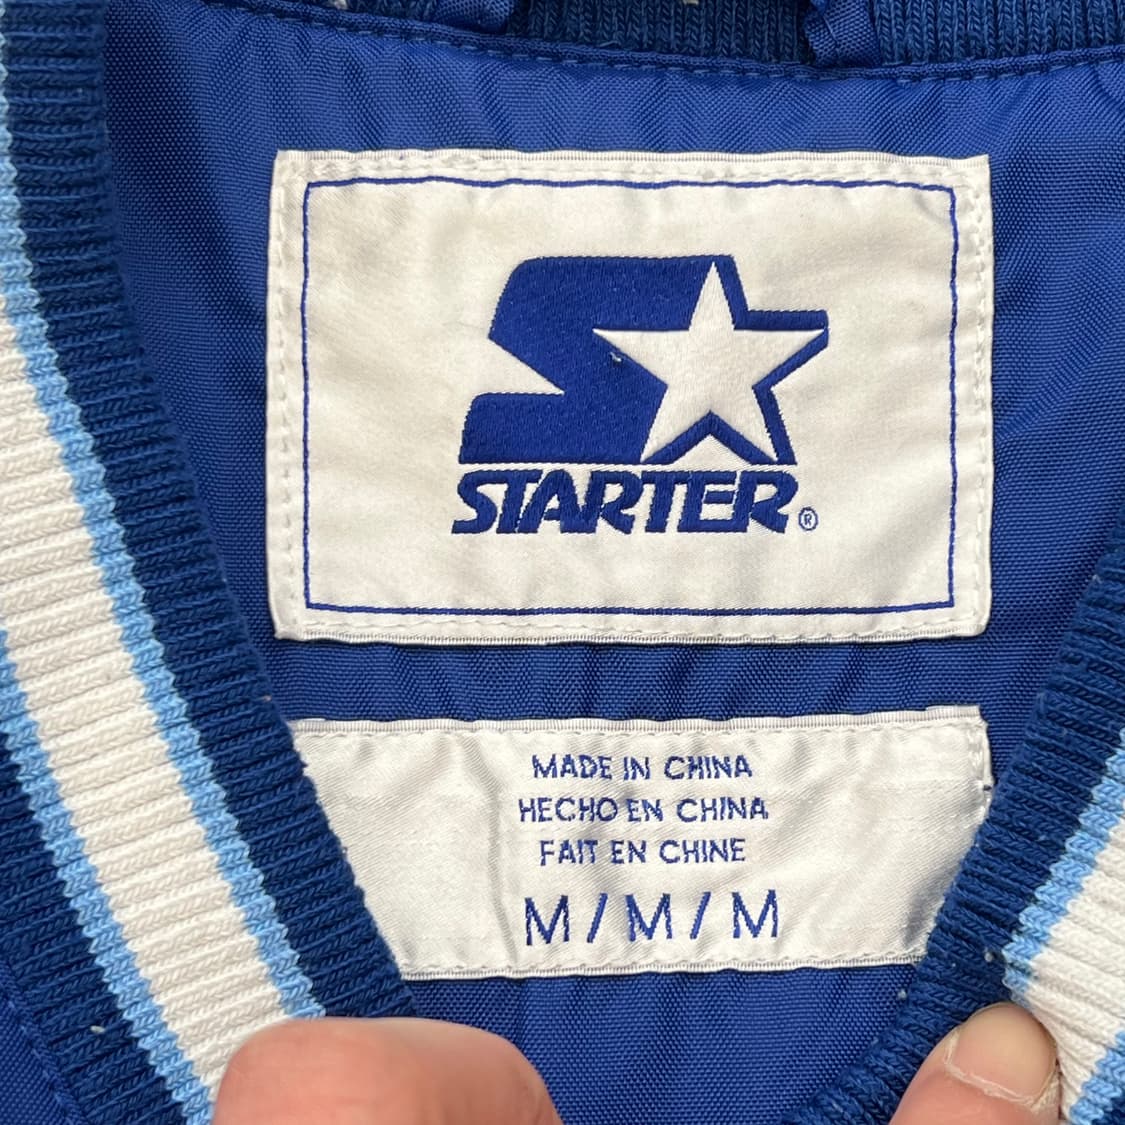 STARTER®
MADE IN CHINA
HECHO EN CHINA
FAIT EN CHINE
M / M / M